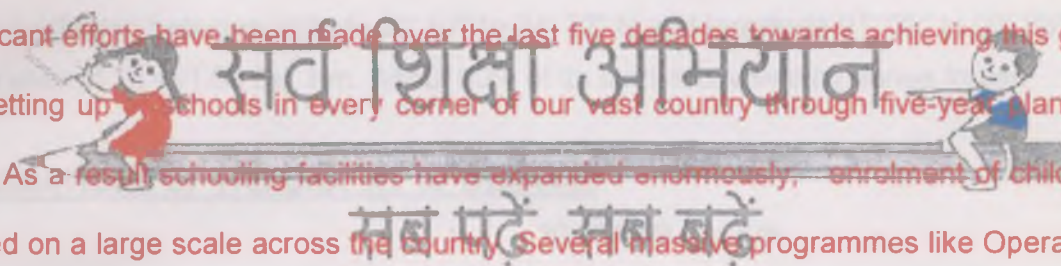 cant efforts have been made over the last five decades towards achieving this
सर्व शिक्षा अभियान
etting up schools in every corner of our vast country through five-year plan
As a result schooling facilities have expanded enormously, enrolment of chil
सब पढ़ें सब बढ़ें
ed on a large scale across the country. Several massive programmes like Opera